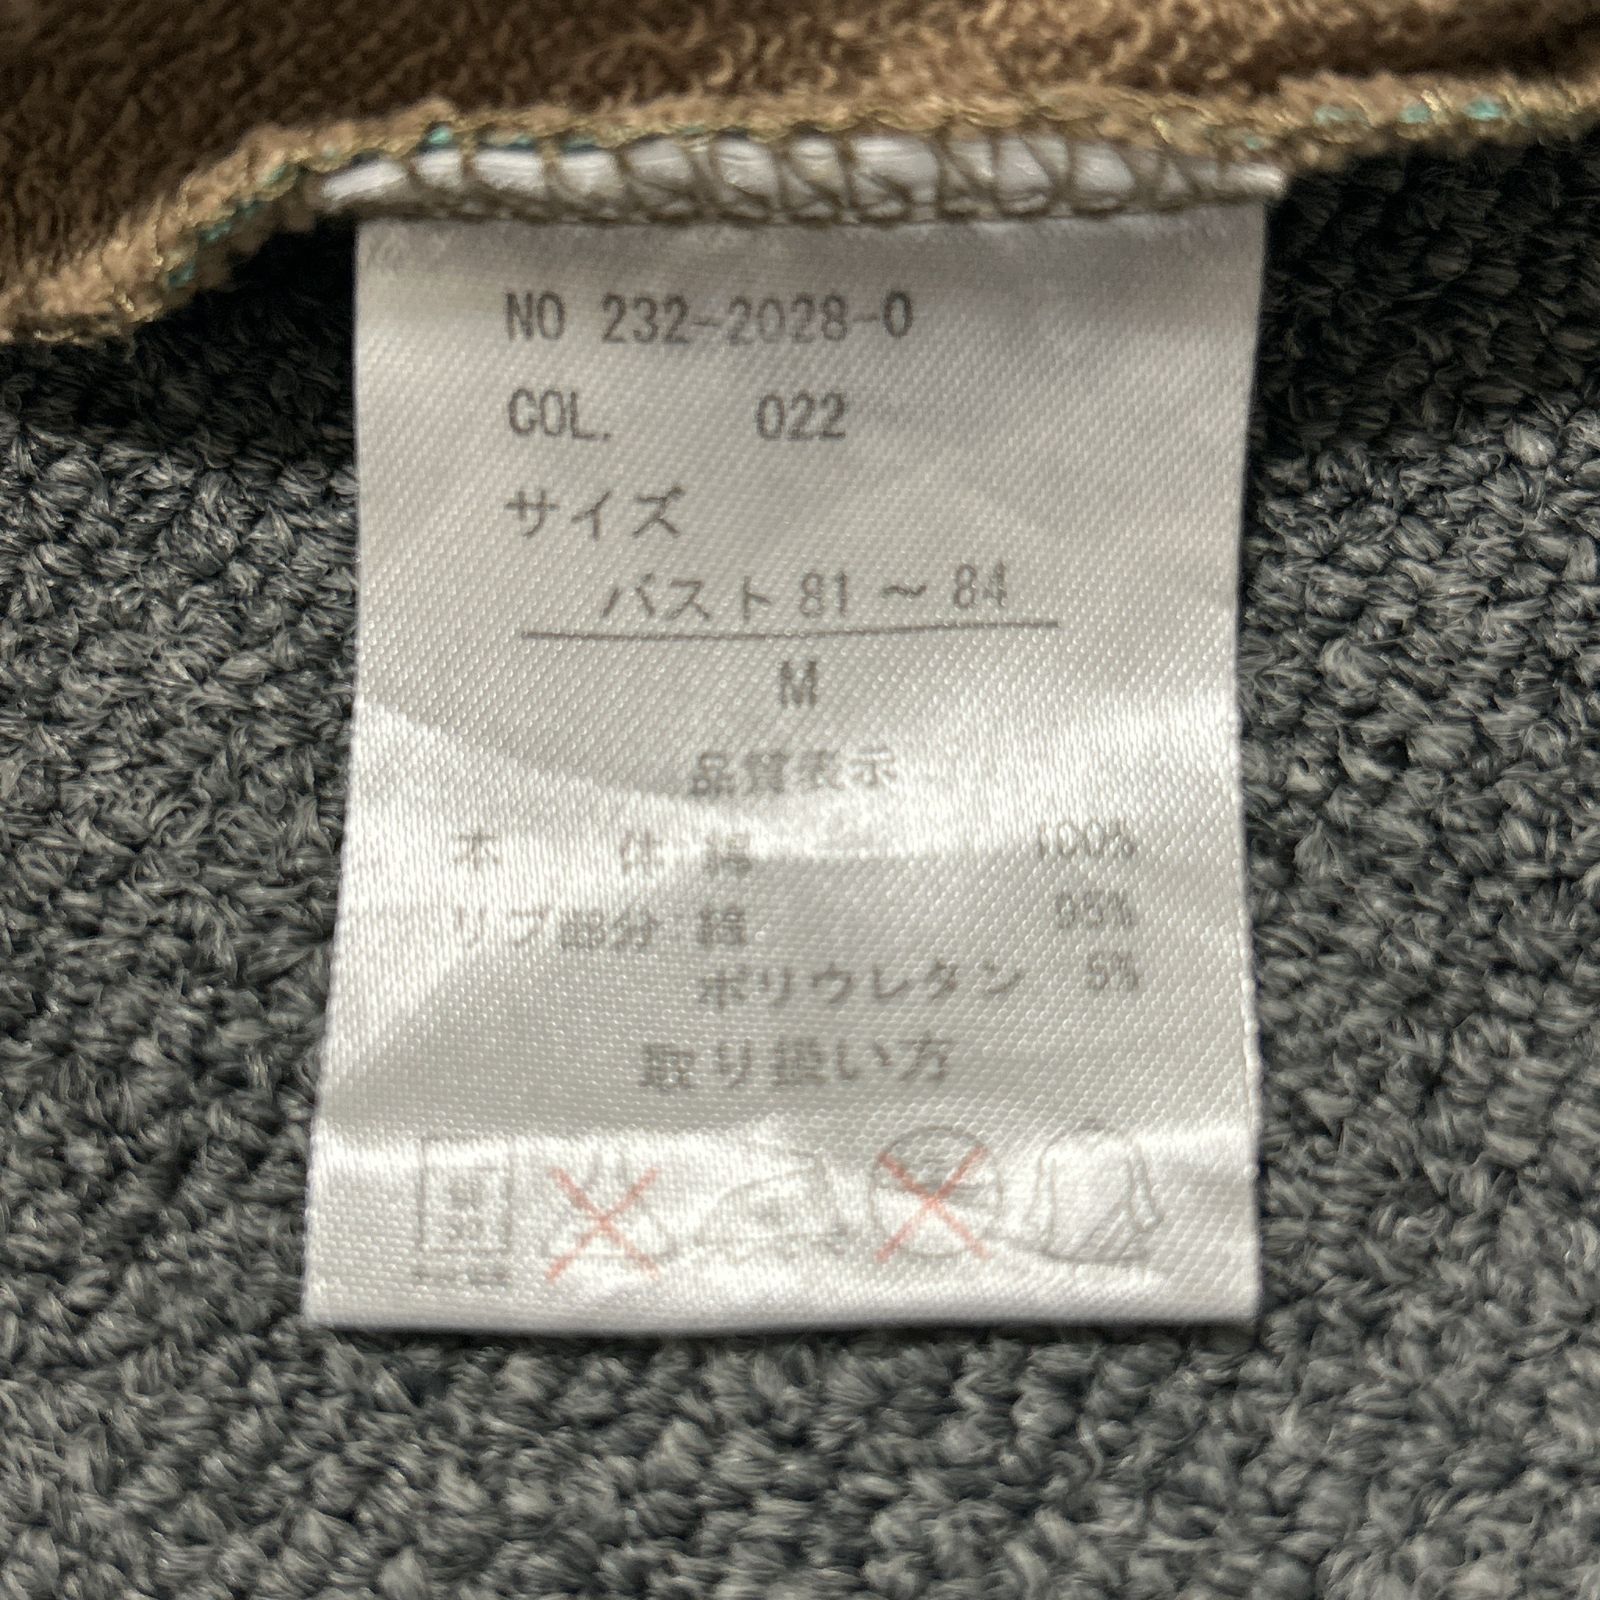 NO 232-2028-0
COL. 022
サイズ
バスト 81 ～ 84
M
品質表示
本 体 : 綿 100%
リブ部分 : 綿 95%
ポリウレタン 5%
取り扱い方